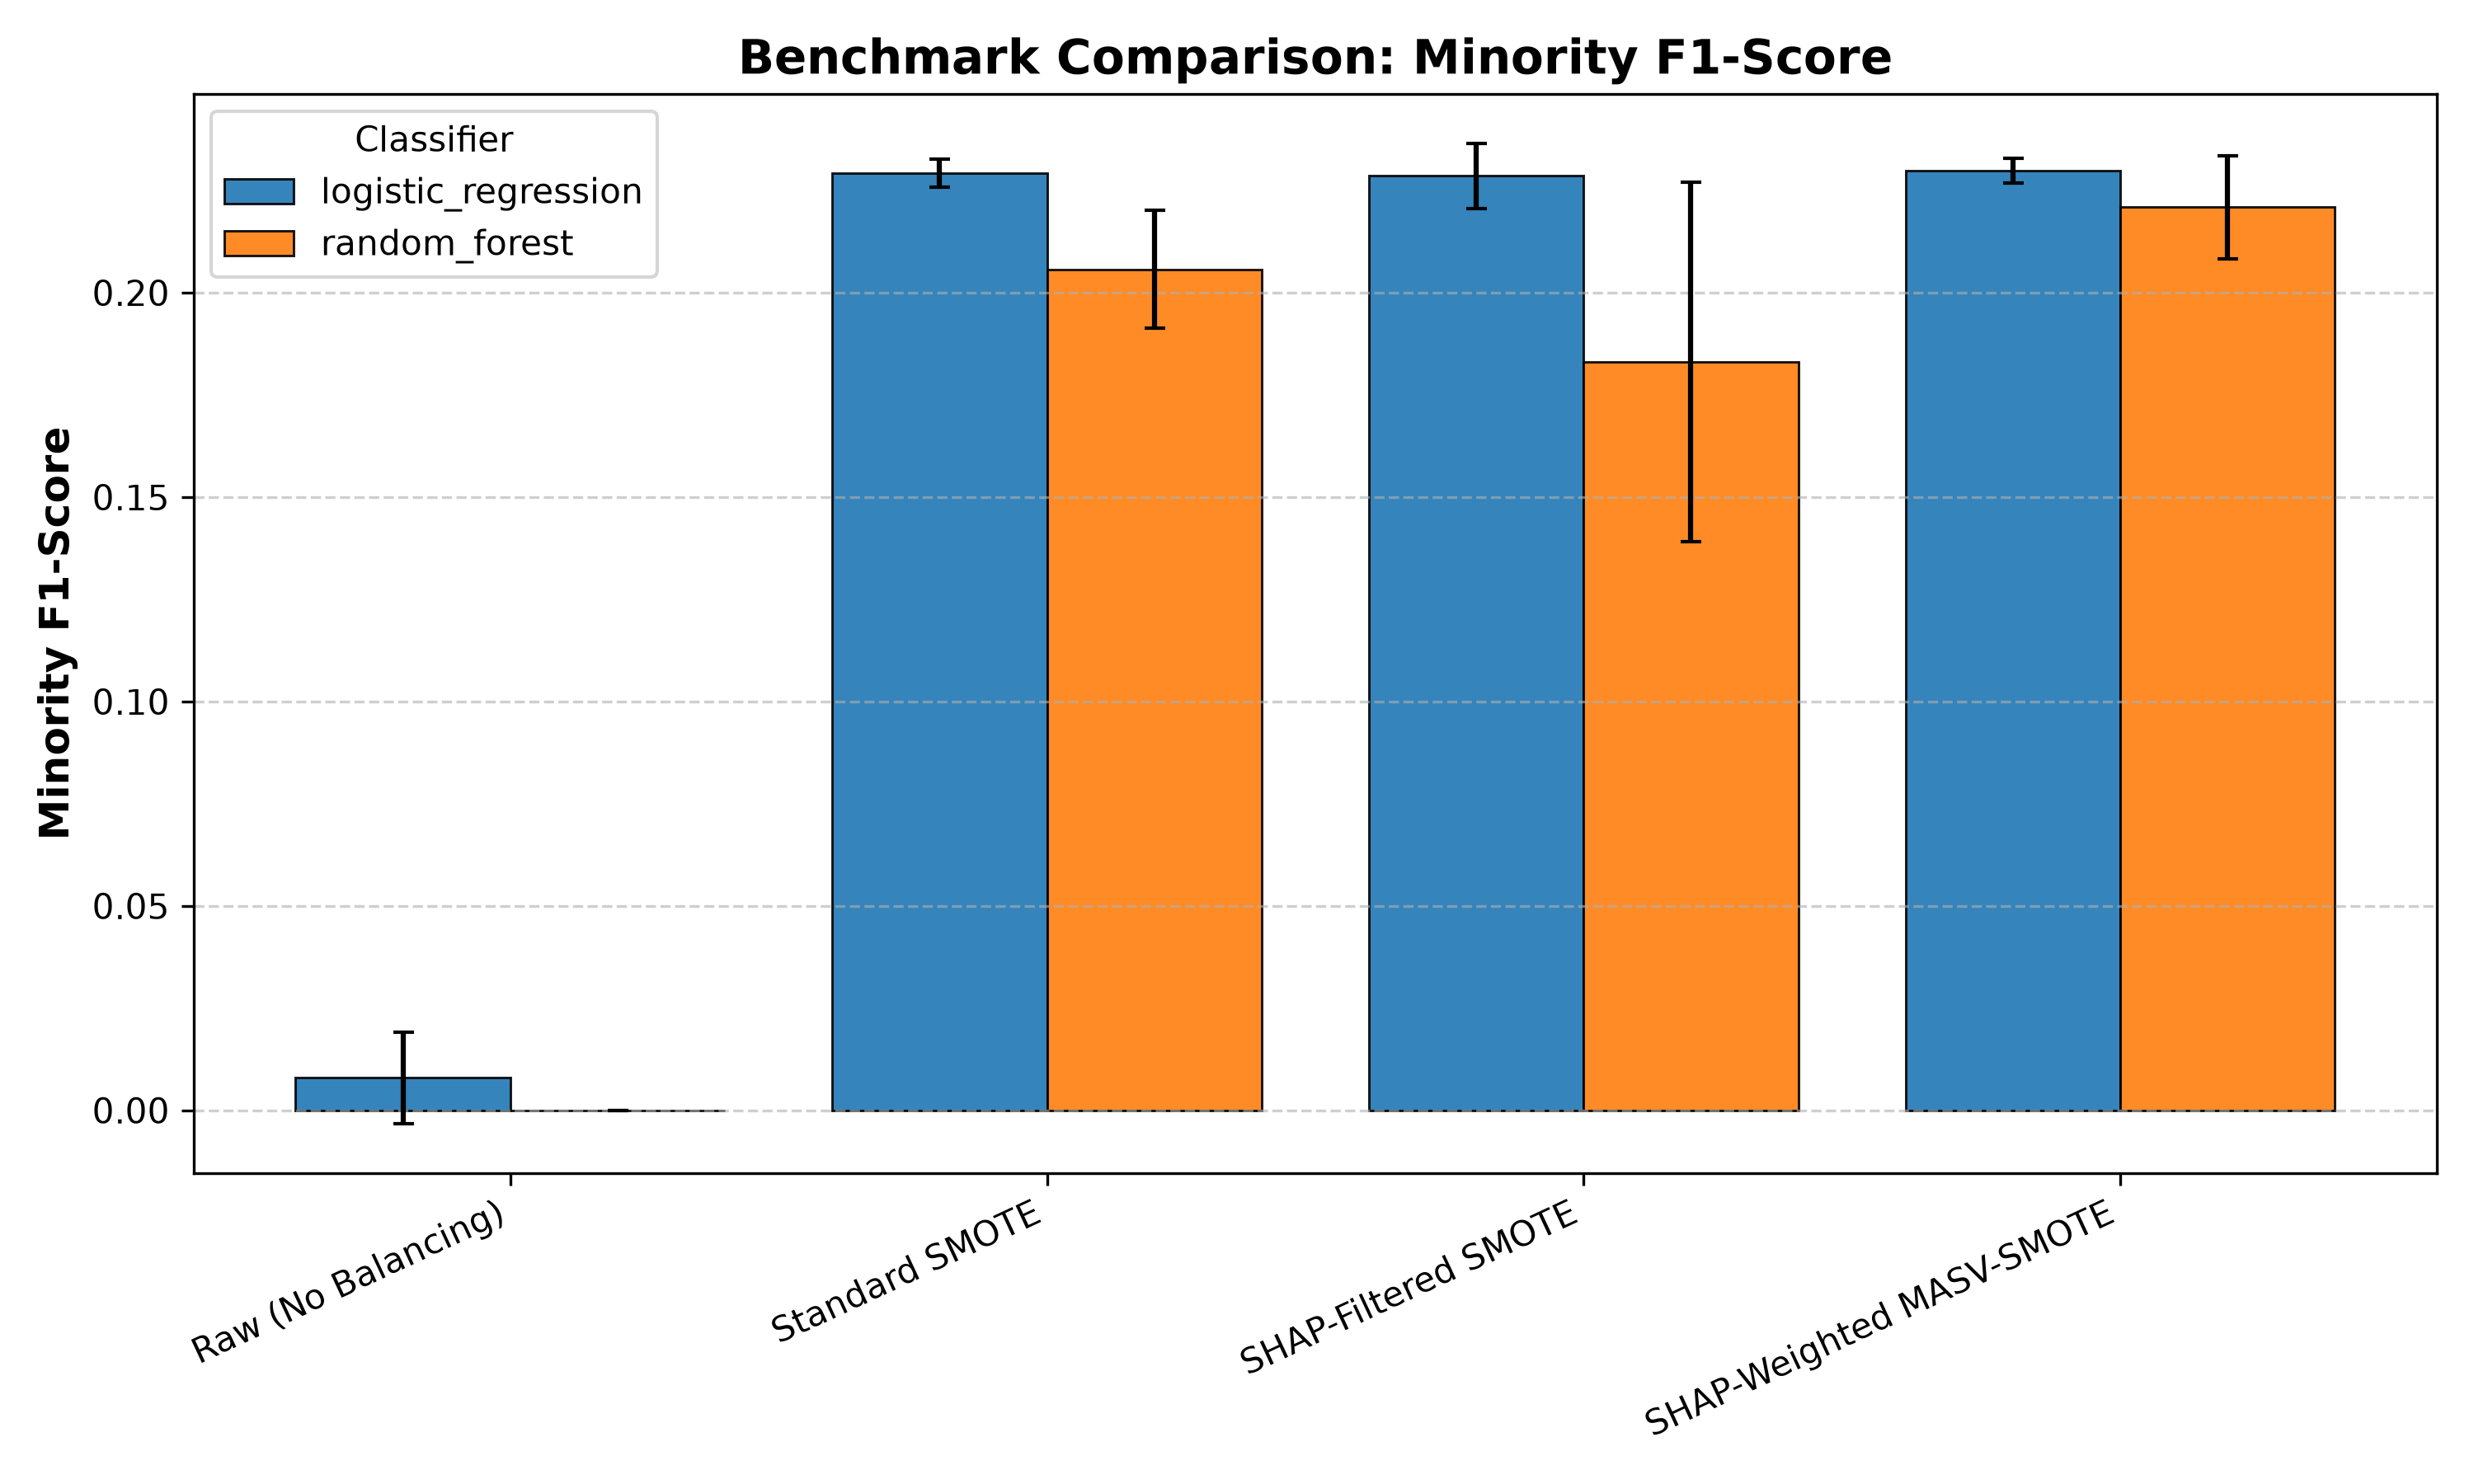 Benchmark Comparison: Minority F1-Score
Classifier
logistic_regression
random_forest
Minority F1-Score
0.20
0.15
0.10
0.05
0.00
Raw (No Balancing)
Standard SMOTE
SHAP-Filtered SMOTE
SHAP-Weighted MASV-SMOTE